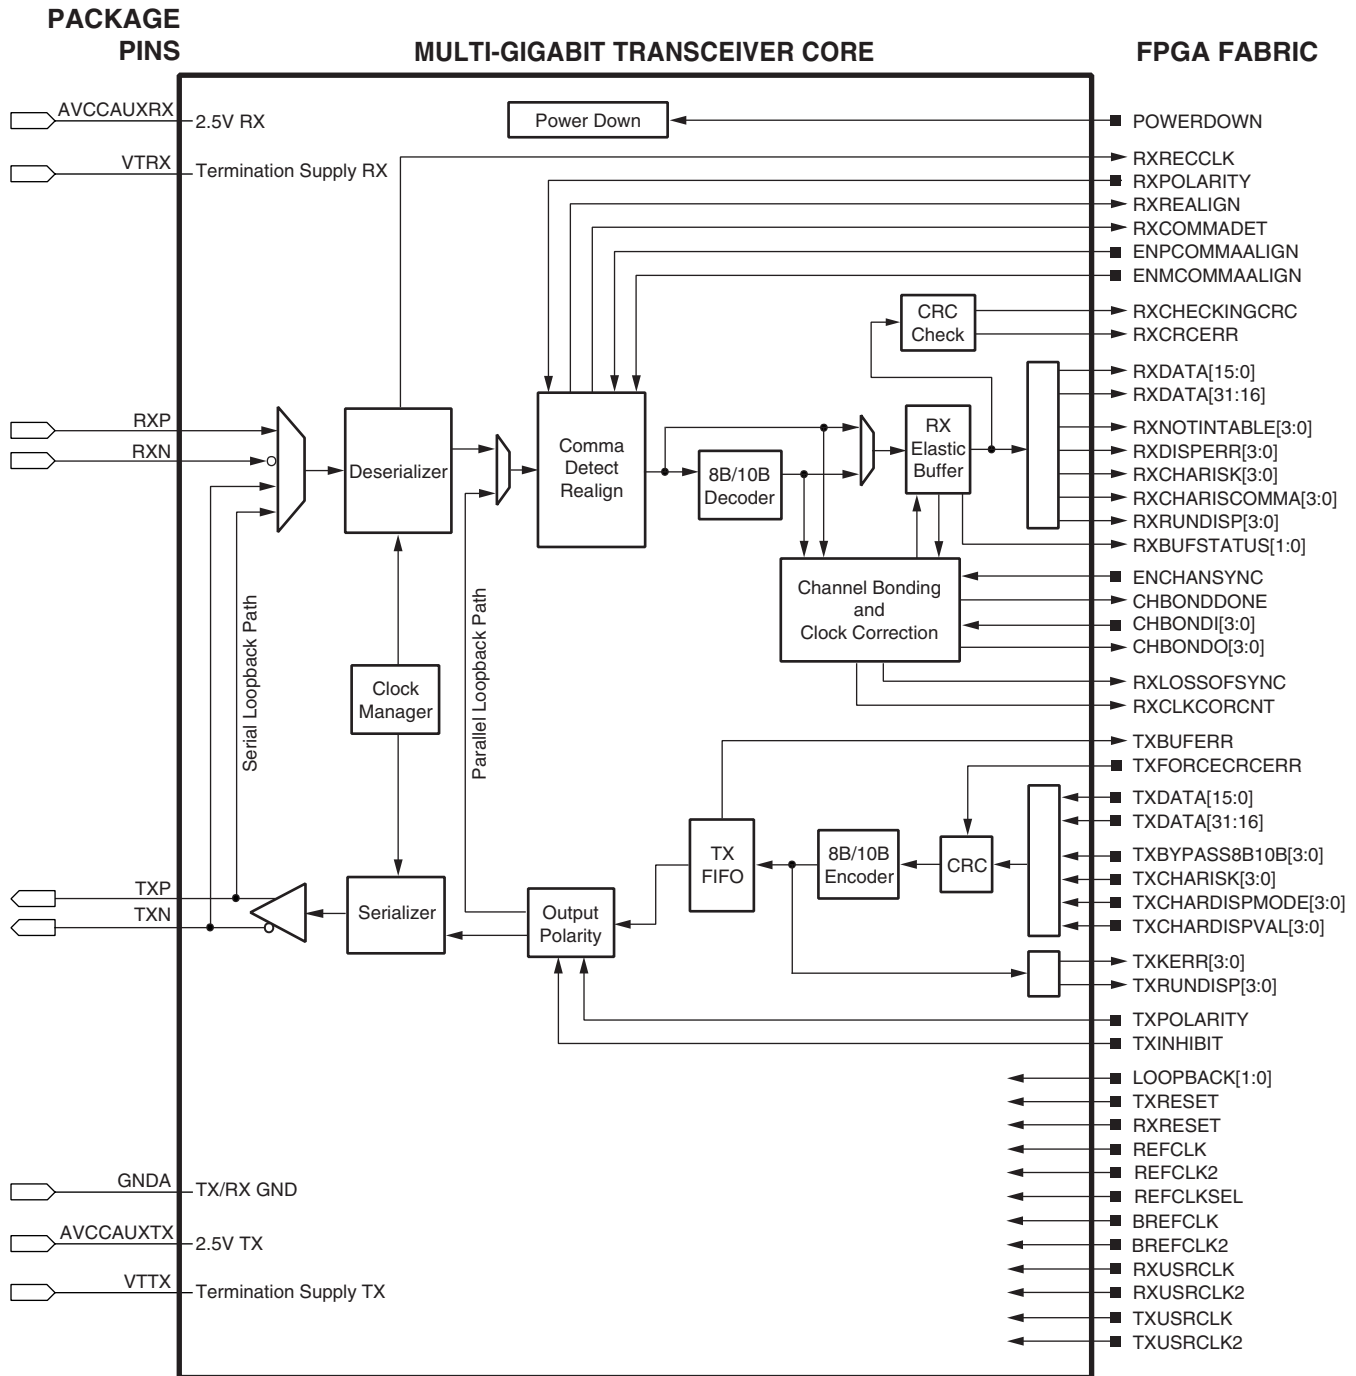 PACKAGE
PINS
MULTI-GIGABIT TRANSCEIVER CORE
FPGA FABRIC
AVCCAUXRX
2.5V RX
VTRX
Termination Supply RX
Power Down
POWERDOWN
RXRECCLK
RXPOLARITY
RXREALIGN
RXCOMMADET
ENPCOMMAALIGN
ENMCOMMAALIGN
CRC
Check
RXCHECKINGCRC
RXCRCERR
RXDATA[15:0]
RXDATA[31:16]
RXP
RXN
Deserializer
Comma
Detect
Realign
8B/10B
Decoder
RX
Elastic
Buffer
RXNOTINTABLE[3:0]
RXDISPERR[3:0]
RXCHARISK[3:0]
RXCHARISCOMMA[3:0]
RXRUNDISP[3:0]
RXBUFSTATUS[1:0]
Channel Bonding
and
Clock Correction
ENCHANSYNC
CHBONDDONE
CHBONDI[3:0]
CHBONDO[3:0]
RXLOSSOFSYNC
RXCLKCORCNT
Serial Loopback Path
Clock
Manager
Parallel Loopback Path
TXBUFERR
TXFORCECRCERR
TXDATA[15:0]
TXDATA[31:16]
TXBYPASS8B10B[3:0]
TXCHARISK[3:0]
TXCHARDISPMODE[3:0]
TXCHARDISPVAL[3:0]
TX
FIFO
8B/10B
Encoder
CRC
TXP
TXN
Serializer
Output
Polarity
TXKERR[3:0]
TXRUNDISP[3:0]
TXPOLARITY
TXINHIBIT
LOOPBACK[1:0]
TXRESET
RXRESET
REFCLK
REFCLK2
REFCLKSEL
BREFCLK
BREFCLK2
RXUSRCLK
RXUSRCLK2
TXUSRCLK
TXUSRCLK2
GNDA
TX/RX GND
AVCCAUXTX
2.5V TX
VTTX
Termination Supply TX